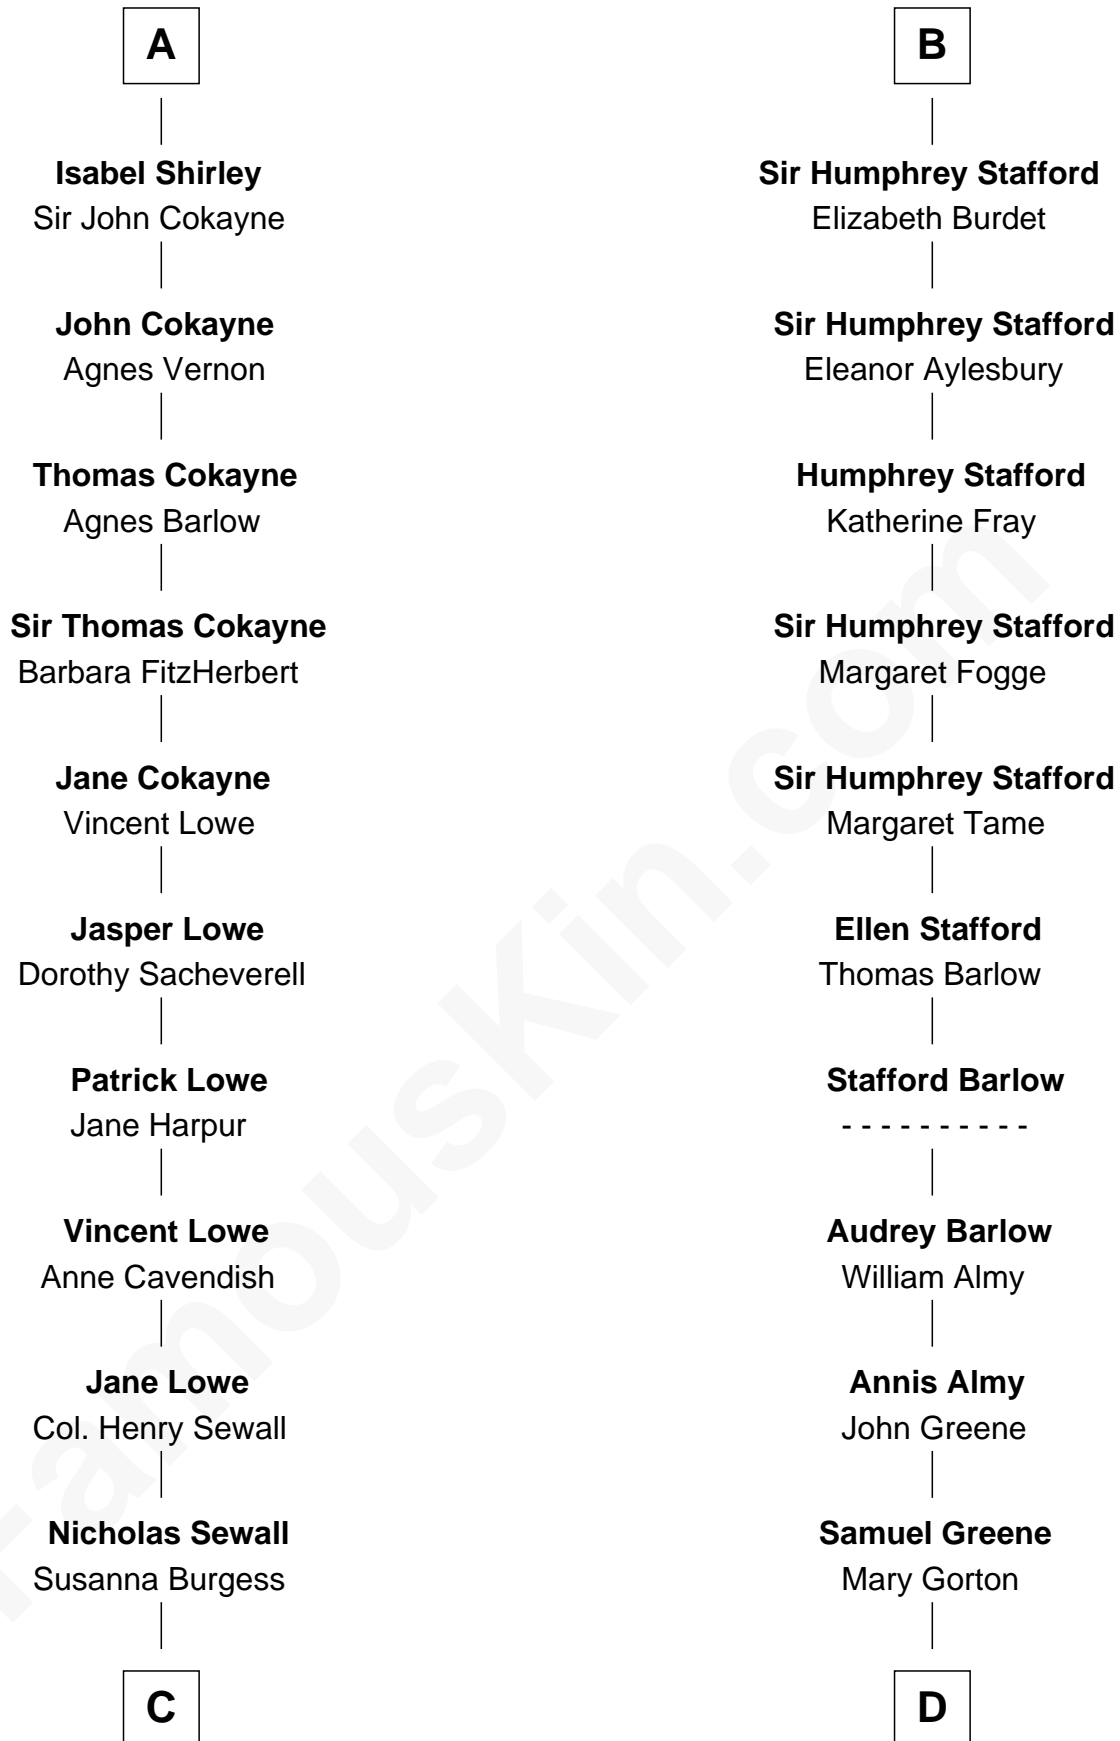 A
Isabel Shirley
Sir John Cokayne
John Cokayne
Agnes Vernon
Thomas Cokayne
Agnes Barlow
Sir Thomas Cokayne
Barbara FitzHerbert
Jane Cokayne
Vincent Lowe
Jasper Lowe
Dorothy Sacheverell
Patrick Lowe
Jane Harpur
Vincent Lowe
Anne Cavendish
Jane Lowe
Col. Henry Sewall
Nicholas Sewall
Susanna Burgess
C
B
Sir Humphrey Stafford
Elizabeth Burdet
Sir Humphrey Stafford
Eleanor Aylesbury
Humphrey Stafford
Katherine Fray
Sir Humphrey Stafford
Margaret Fogge
Sir Humphrey Stafford
Margaret Tame
Ellen Stafford
Thomas Barlow
Stafford Barlow
- - - - - - - - - -
Audrey Barlow
William Almy
Annis Almy
John Greene
Samuel Greene
Mary Gorton
D
FamousKin.com